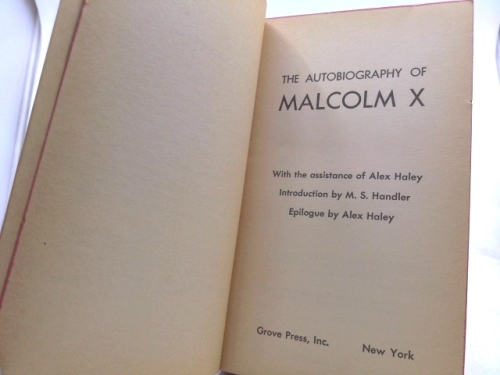 THE AUTOBIOGRAPHY OF
MALCOLM X
With the assistance of Alex Haley
Introduction by M. S. Handler
Epilogue by Alex Haley
Grove Press, Inc. New York